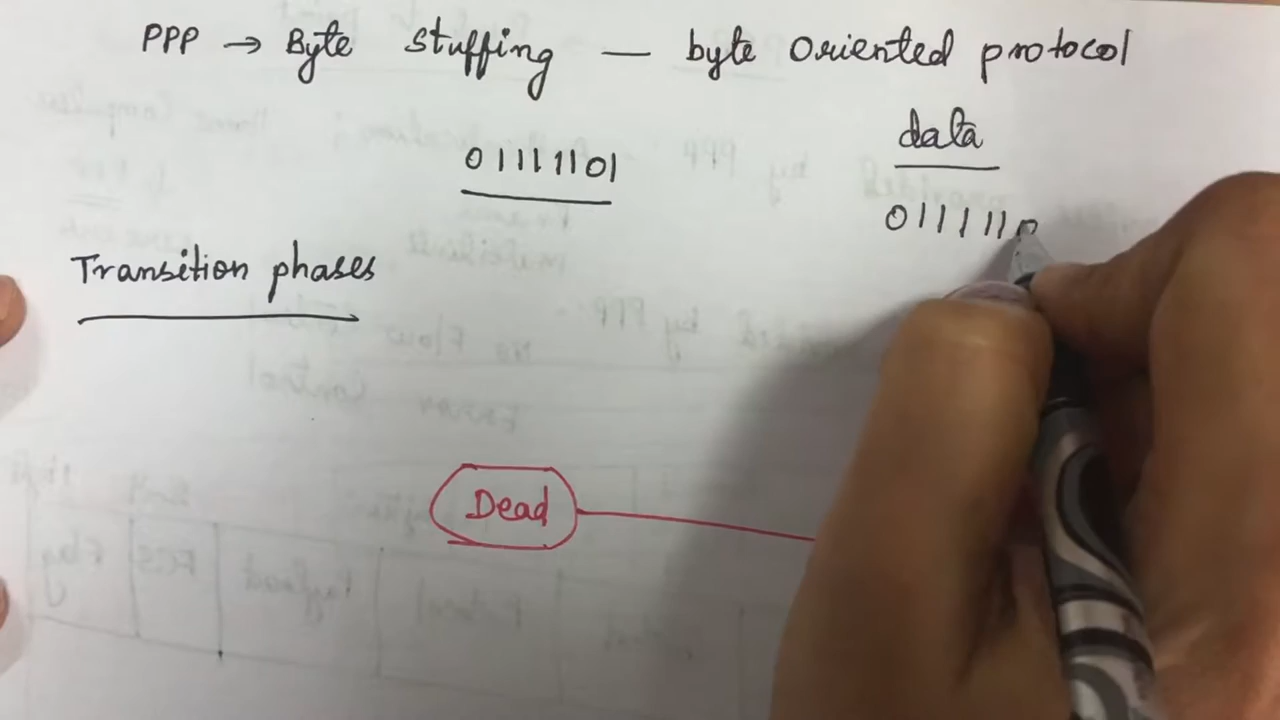 PPP → Byte stuffing — byte oriented protocol
data
01111101
0111110
Transition phases
Dead